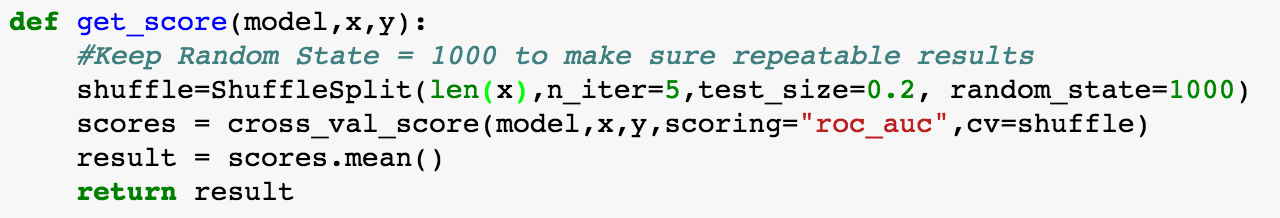 def get_score(model,x,y):
    #Keep Random State = 1000 to make sure repeatable results
    shuffle=ShuffleSplit(len(x),n_iter=5,test_size=0.2, random_state=1000)
    scores = cross_val_score(model,x,y,scoring="roc_auc",cv=shuffle)
    result = scores.mean()
    return result